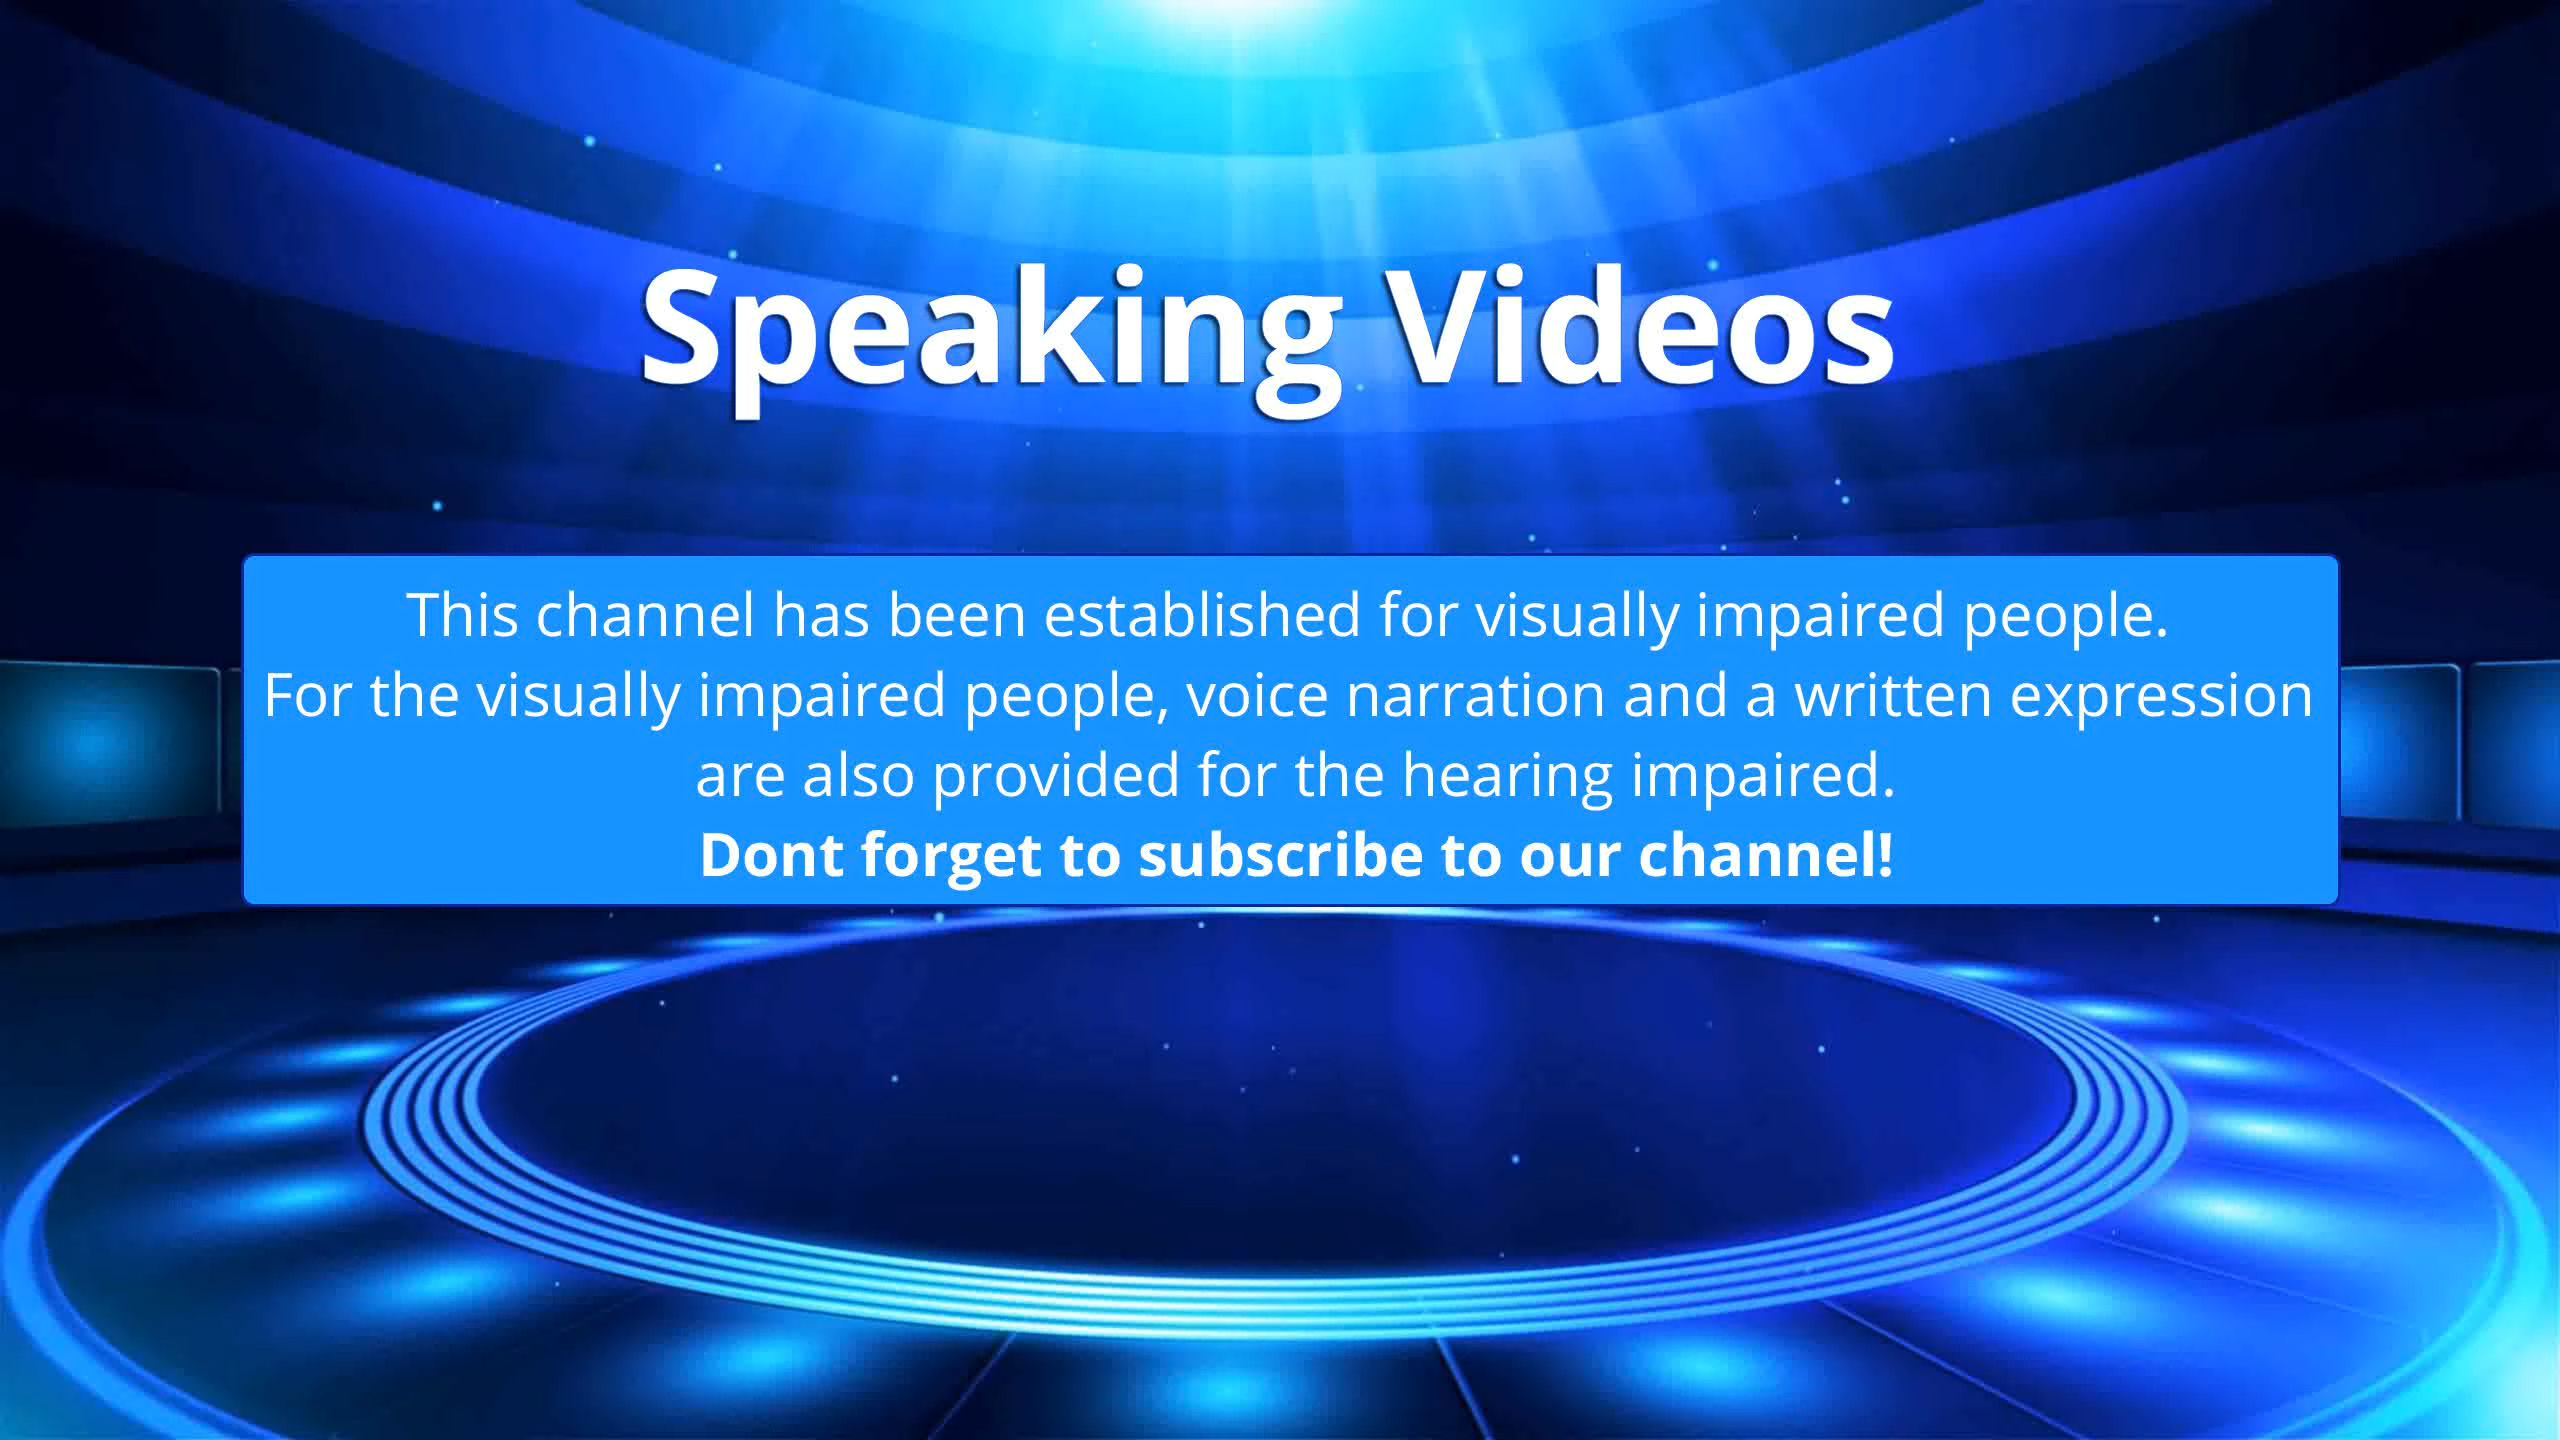 Speaking Videos
This channel has been established for visually impaired people.
For the visually impaired people, voice narration and a written expression
are also provided for the hearing impaired.
Dont forget to subscribe to our channel!